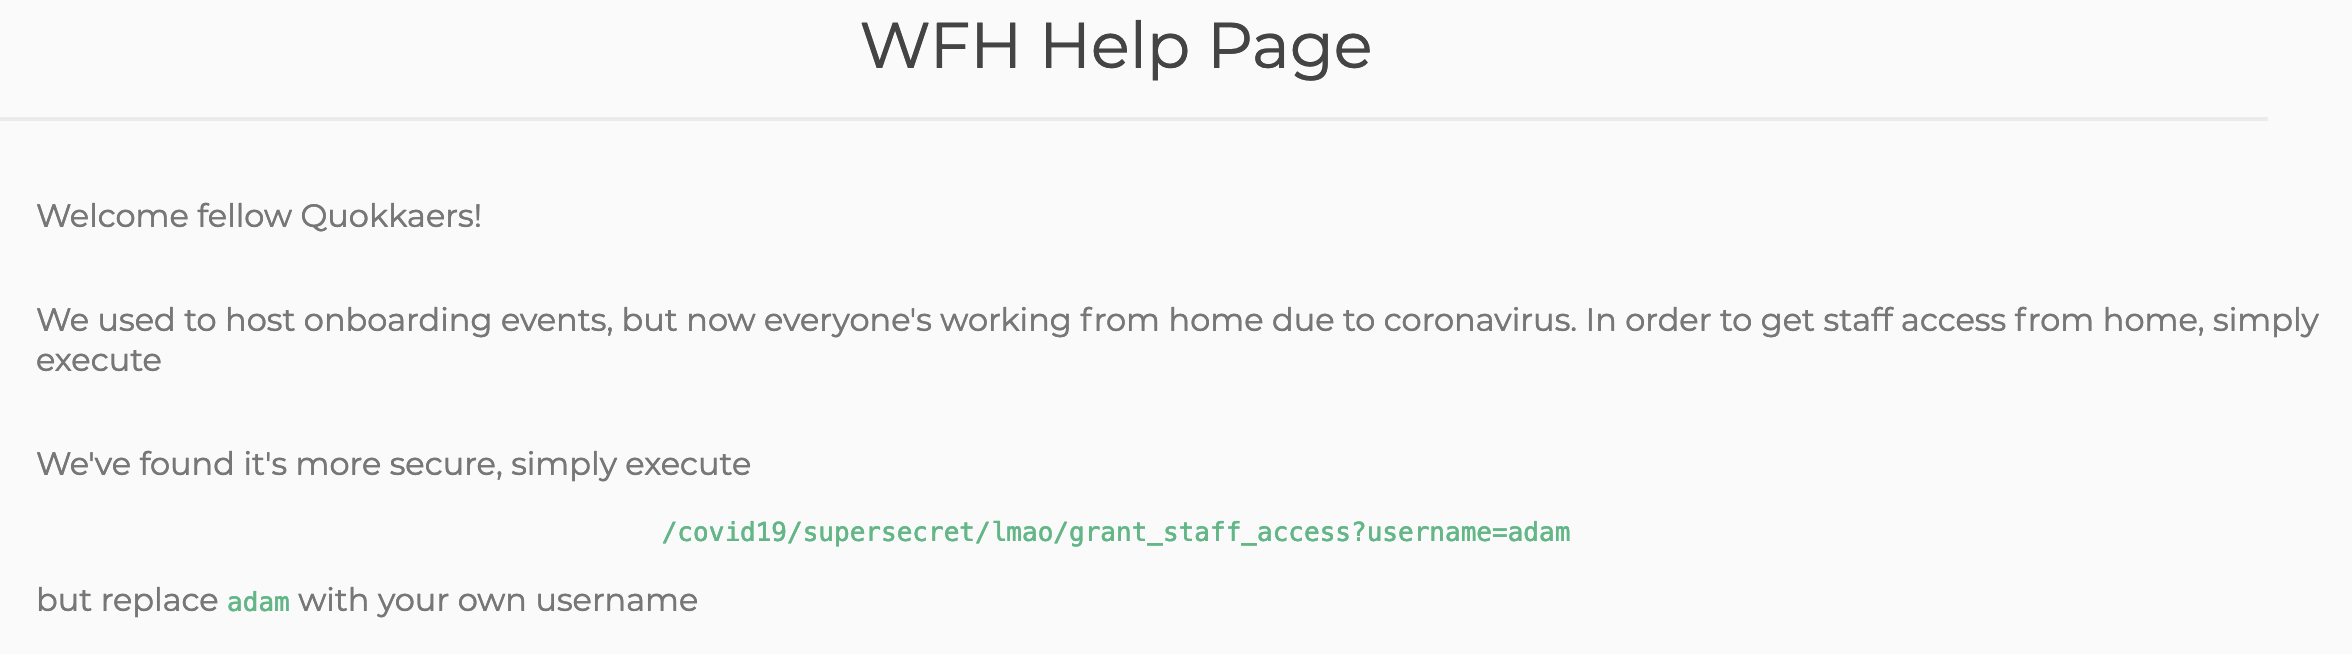 WFH Help Page
Welcome fellow Quokkaers!
We used to host onboarding events, but now everyone's working from home due to coronavirus. In order to get staff access from home, simply
execute
We've found it's more secure, simply execute
/covid19/supersecret/lmao/grant_staff_access?username=adam
but replace adam with your own username